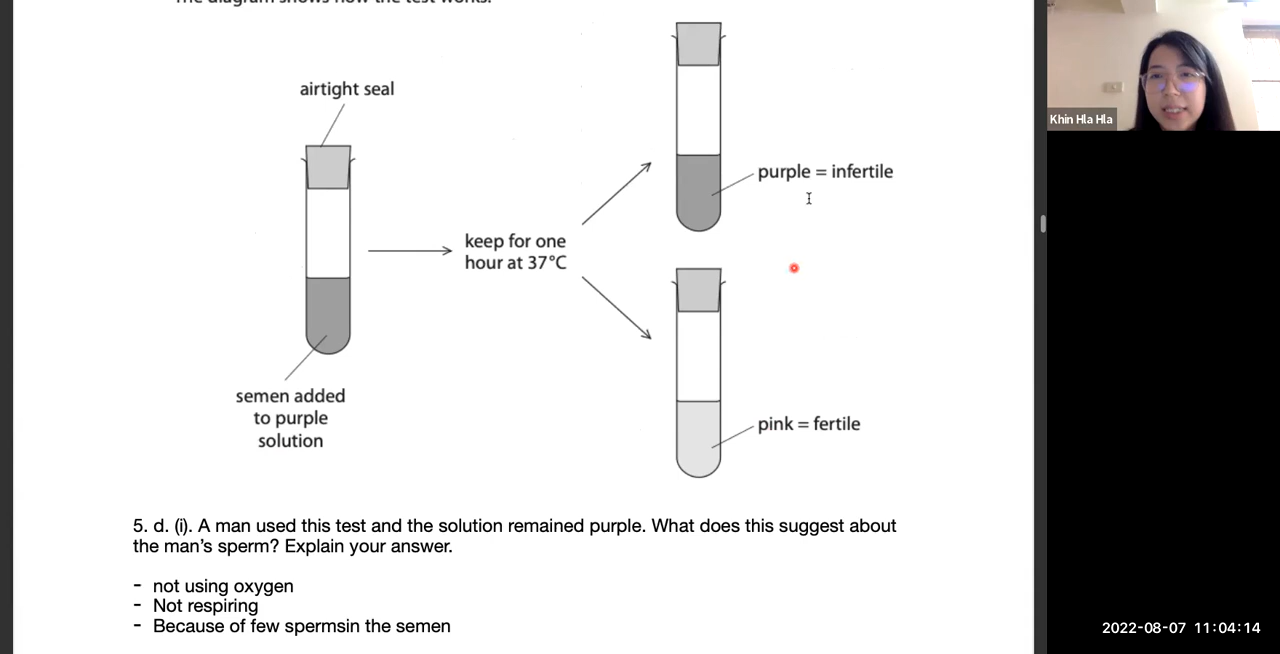 The diagram shows how the test works.
airtight seal
purple = infertile
keep for one
hour at 37°C
semen added
to purple
solution
pink = fertile
5. d. (i). A man used this test and the solution remained purple. What does this suggest about
the man's sperm? Explain your answer.
- not using oxygen
- Not respiring
- Because of few spermsin the semen
Khin Hla Hla
2022-08-07 11:04:14